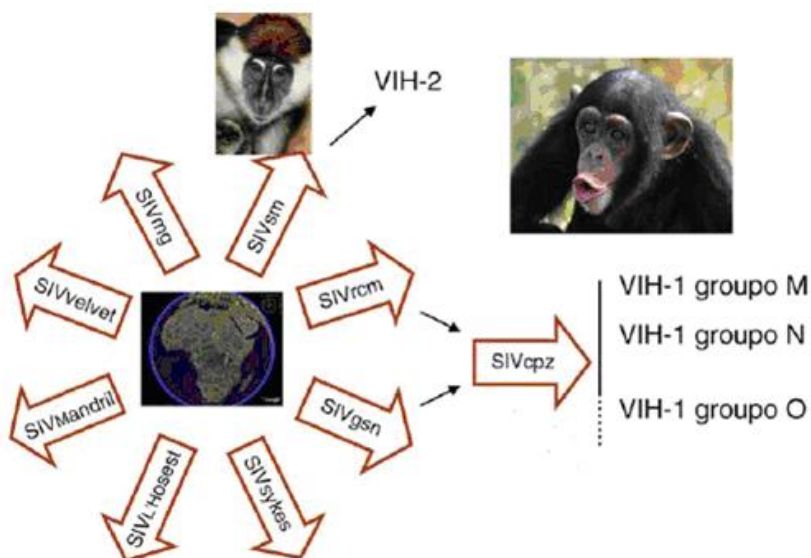 VIH-2
SIVmg
SIVsm
SIVvelvet
SIVrcm
VIH-1 groupo M
VIH-1 groupo N
SIVcpz
SIVMandril
SIVgsn
VIH-1 groupo O
SIVL'Hosest
SIVsykes